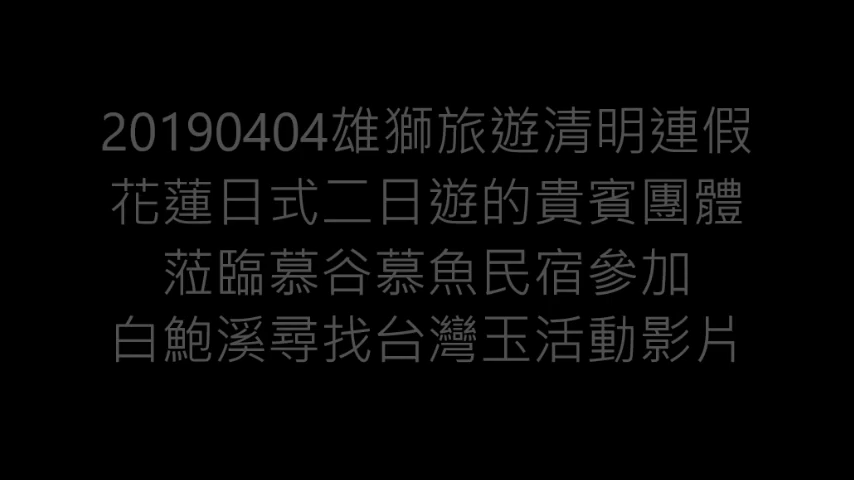 20190404雄獅旅遊清明連假
花蓮日式二日遊的貴賓團體
蒞臨慕谷慕魚民宿參加
白鮑溪尋找台灣玉活動影片